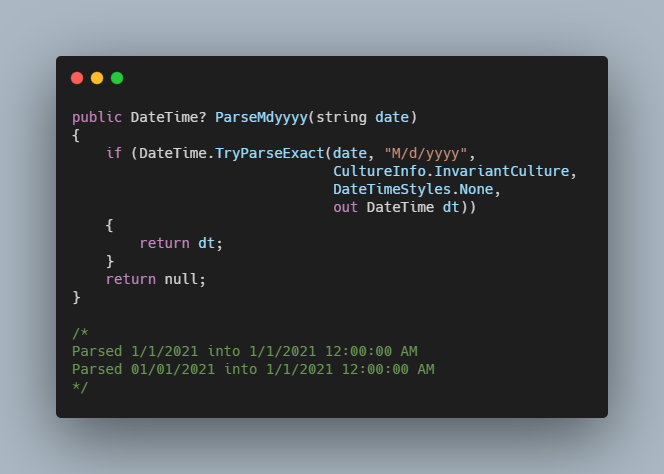 public DateTime? ParseMdyyyy(string date)
{
    if (DateTime.TryParseExact(date, "M/d/yyyy",
                               CultureInfo.InvariantCulture,
                               DateTimeStyles.None,
                               out DateTime dt))
    {
        return dt;
    }
    return null;
}

/*
Parsed 1/1/2021 into 1/1/2021 12:00:00 AM
Parsed 01/01/2021 into 1/1/2021 12:00:00 AM
*/